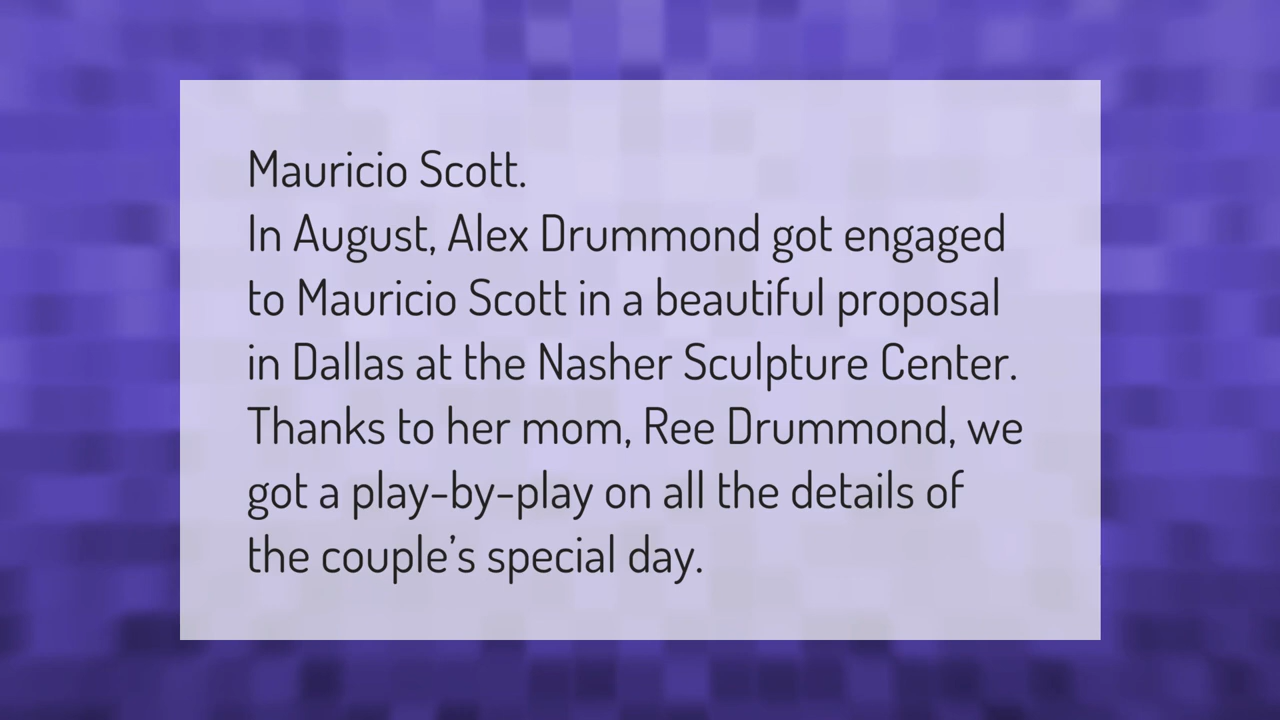 Mauricio Scott.
In August, Alex Drummond got engaged
to Mauricio Scott in a beautiful proposal
in Dallas at the Nasher Sculpture Center.
Thanks to her mom, Ree Drummond, we
got a play-by-play on all the details of
the couple’s special day.